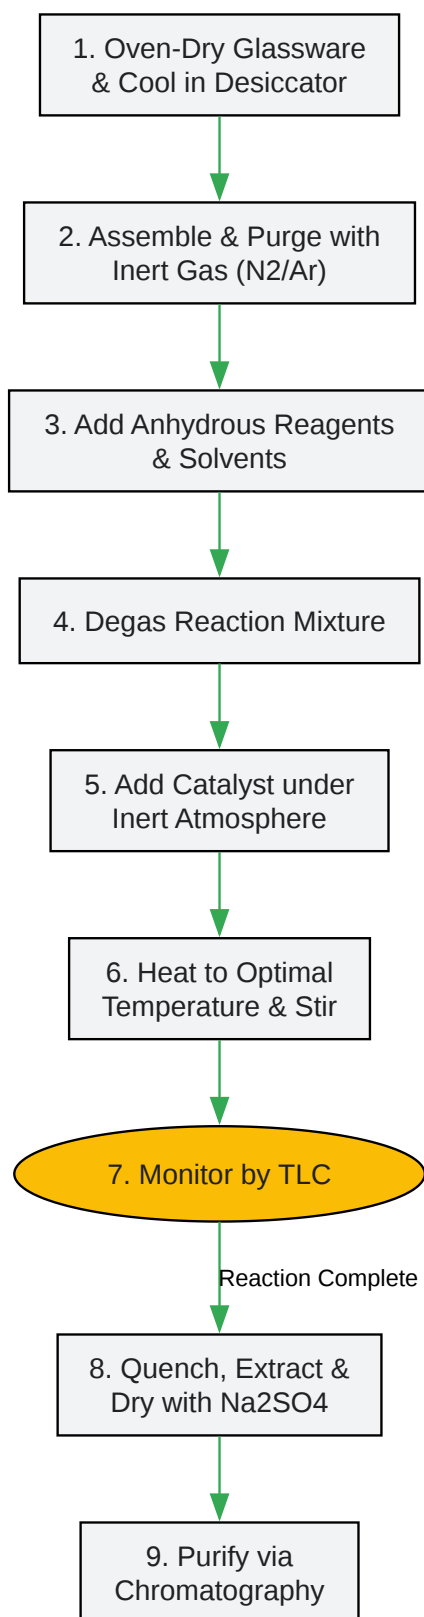 1. Oven-Dry Glassware
& Cool in Desiccator
2. Assemble & Purge with
Inert Gas (N2/Ar)
3. Add Anhydrous Reagents
& Solvents
4. Degas Reaction Mixture
5. Add Catalyst under
Inert Atmosphere
6. Heat to Optimal
Temperature & Stir
7. Monitor by TLC
Reaction Complete
8. Quench, Extract &
Dry with Na2SO4
9. Purify via
Chromatography